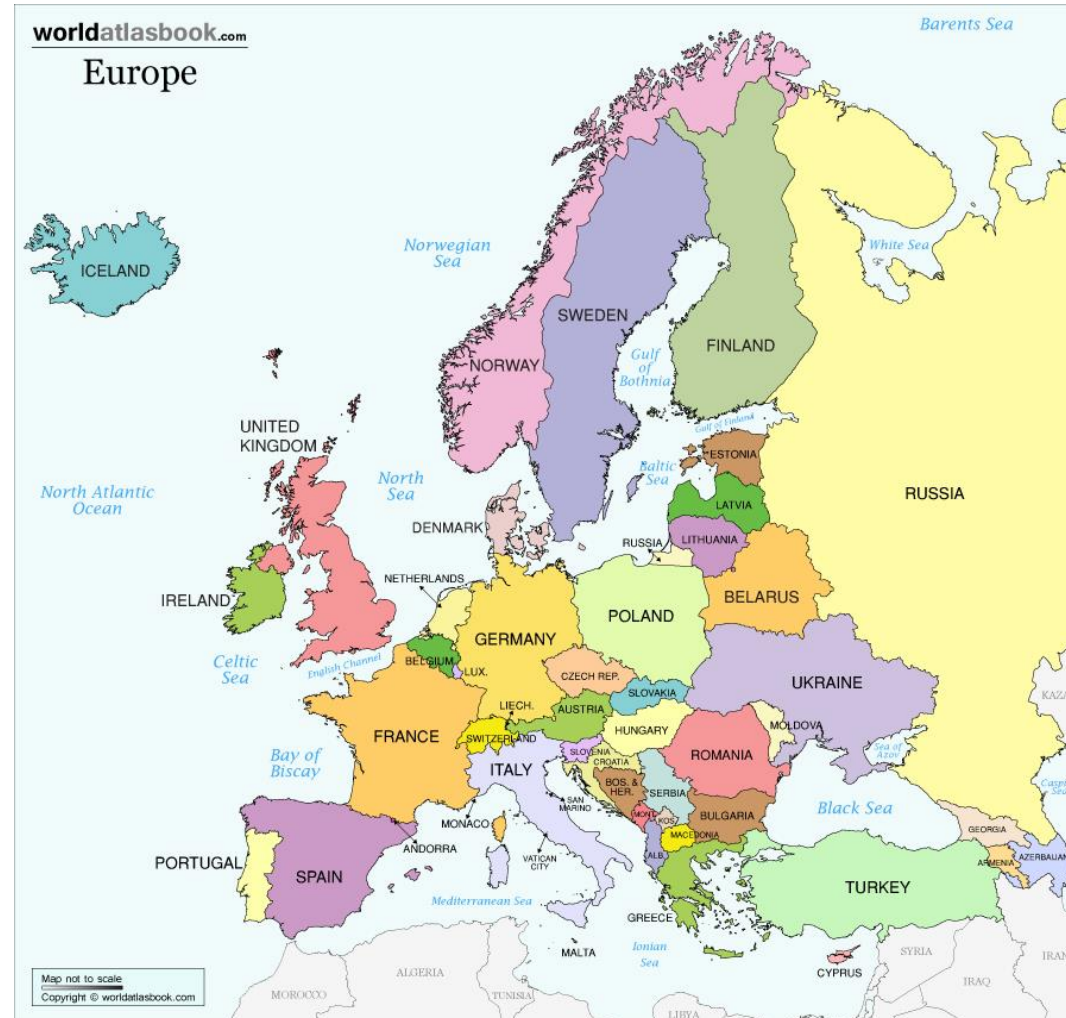 worldatlasbook.com
Europe
Barents Sea
ICELAND
Norwegian
Sea
White Sea
SWEDEN
NORWAY
FINLAND
Gulf
of
Bothnia
UNITED
KINGDOM
Gulf of Finland
ESTONIA
North
Sea
Baltic
Sea
North Atlantic
Ocean
RUSSIA
LATVIA
DENMARK
LITHUANIA
RUSSIA
NETHERLANDS
BELARUS
IRELAND
POLAND
GERMANY
Celtic
Sea
English Channel
BELGIUM
LUX.
CZECH REP.
UKRAINE
SLOVAKIA
KAZA
LIECH.
AUSTRIA
MOLDOVA
HUNGARY
FRANCE
SWITZERLAND
SLOVENIA
CROATIA
ROMANIA
Sea of
Azov
Bay of
Biscay
ITALY
BOS. &
HER.
SERBIA
Caspi
Sea
SAN
MARINO
Black Sea
MONT.
KOS.
BULGARIA
MONACO
MACEDONIA
GEORGIA
ANDORRA
VATICAN
CITY
ALB.
ARMENIA
AZERBAIJAN
PORTUGAL
SPAIN
TURKEY
Mediterranean Sea
GREECE
Ionian
Sea
MALTA
CYPRUS
SYRIA
IRAN
Map not to scale
Copyright © worldatlasbook.com
ALGERIA
MOROCCO
TUNISIA
LIBYA
IRAQ